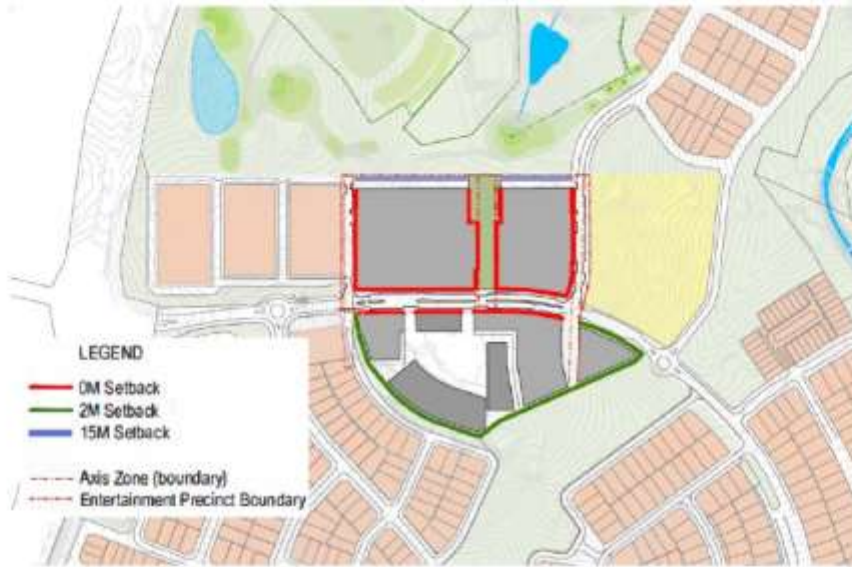 LEGEND
0M Setback
2M Setback
15M Setback
Axis Zone (boundary)
Entertainment Precinct Boundary